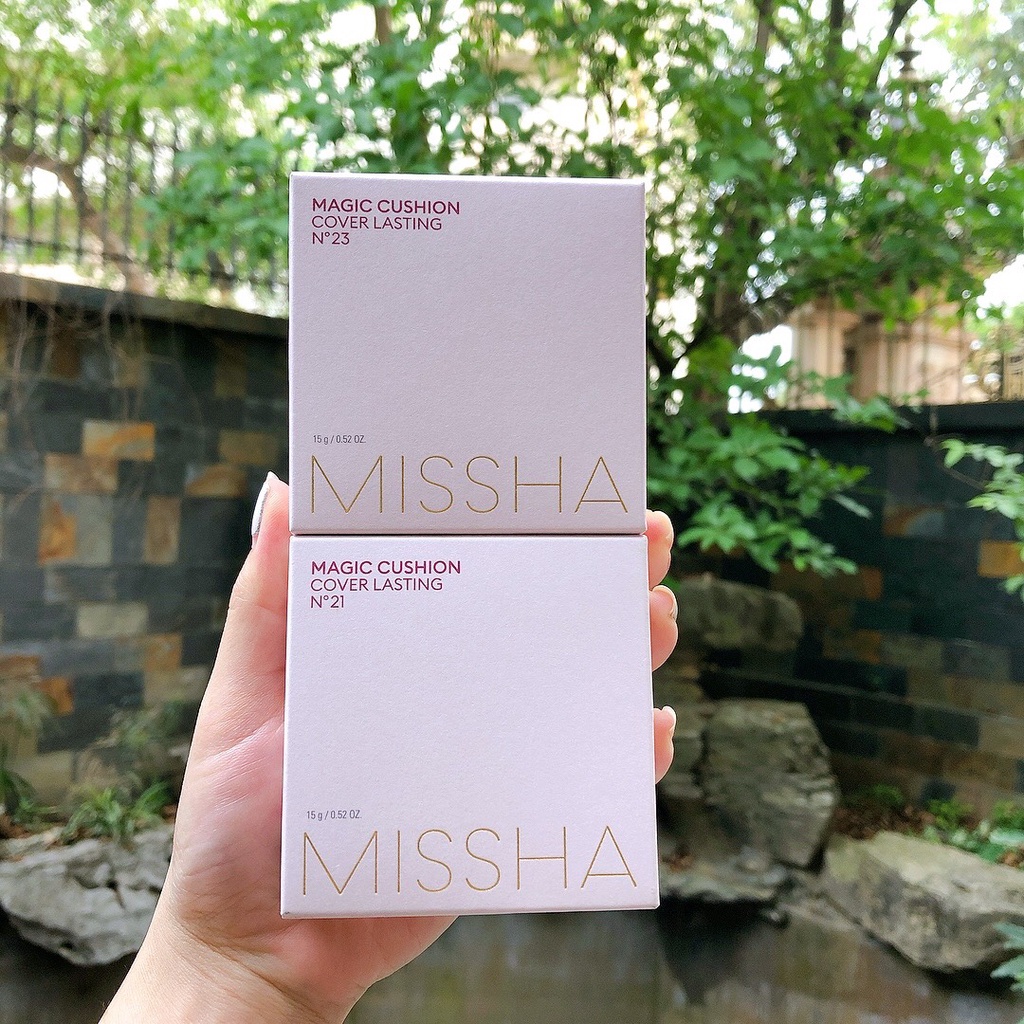 MAGIC CUSHION
COVER LASTING
N°23
15 g / 0.52 OZ.
MISSHA
MAGIC CUSHION
COVER LASTING
N°21
15 g / 0.52 OZ.
MISSHA